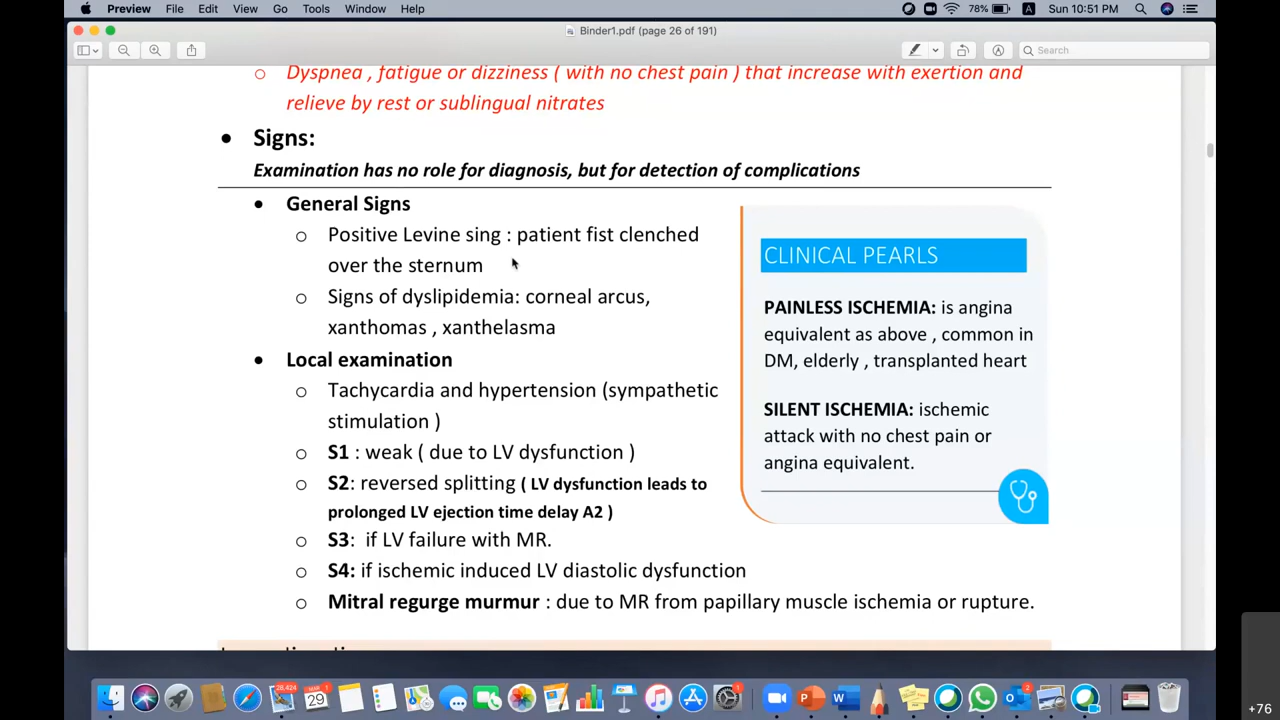 Preview File Edit View Go Tools Window Help 78% A Sun 10:51 PM
Binder1.pdf (page 26 of 191)
Search
o Dyspnea , fatigue or dizziness ( with no chest pain ) that increase with exertion and
relieve by rest or sublingual nitrates
• Signs:
Examination has no role for diagnosis, but for detection of complications
• General Signs
o Positive Levine sing : patient fist clenched
over the sternum
o Signs of dyslipidemia: corneal arcus,
xanthomas , xanthelasma
• Local examination
o Tachycardia and hypertension (sympathetic
stimulation )
o S1 : weak ( due to LV dysfunction )
o S2: reversed splitting ( LV dysfunction leads to
prolonged LV ejection time delay A2 )
o S3: if LV failure with MR.
o S4: if ischemic induced LV diastolic dysfunction
o Mitral regurge murmur : due to MR from papillary muscle ischemia or rupture.
CLINICAL PEARLS
PAINLESS ISCHEMIA: is angina
equivalent as above , common in
DM, elderly , transplanted heart
SILENT ISCHEMIA: ischemic
attack with no chest pain or
angina equivalent.
26,424
29
+76